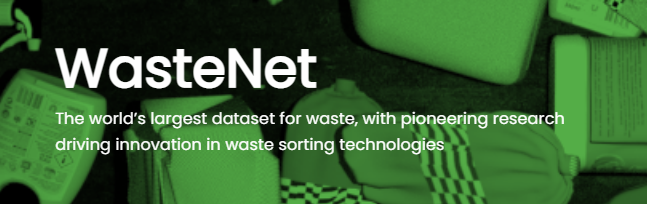 WasteNet
The world's largest dataset for waste, with pioneering research
driving innovation in waste sorting technologies